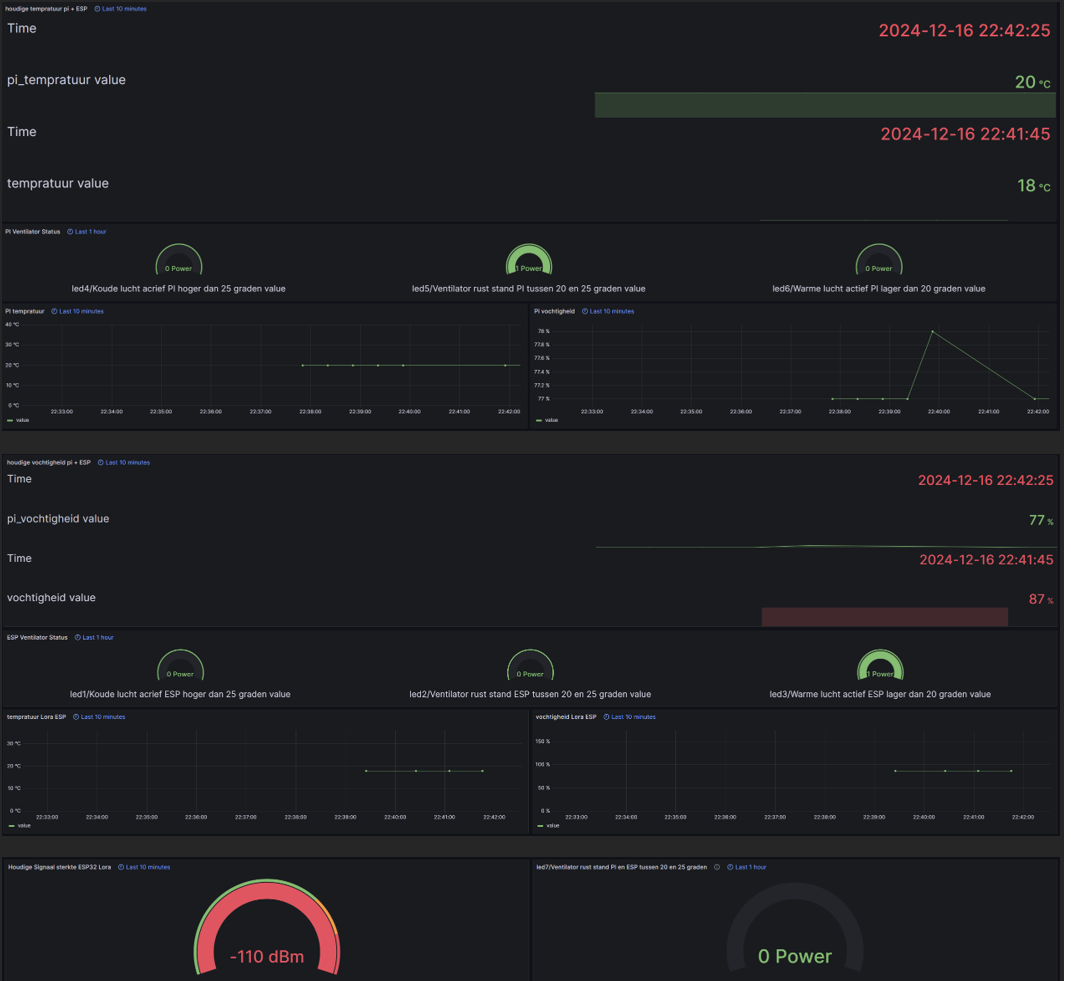 houdige tempratuur pi + ESP Last 10 minutes
Time 2024-12-16 22:42:25
pi_tempratuur value 20 °C
Time 2024-12-16 22:41:45
tempratuur value 18 °C
PI Ventilator Status Last 1 hour
0 Power 1 Power 0 Power
led4/Koude lucht acrief PI hoger dan 25 graden value led5/Ventilator rust stand PI tussen 20 en 25 graden value led6/Warme lucht actief PI lager dan 20 graden value
PI tempratuur Last 10 minutes
40 °C
30 °C
20 °C
10 °C
0 °C
22:33:00 22:34:00 22:35:00 22:36:00 22:37:00 22:38:00 22:39:00 22:40:00 22:41:00 22:42:00
value
Pi vochtigheid Last 10 minutes
78 %
77.8 %
77.6 %
77.4 %
77.2 %
77 %
22:33:00 22:34:00 22:35:00 22:36:00 22:37:00 22:38:00 22:39:00 22:40:00 22:41:00 22:42:00
value
houdige vochtigheid pi + ESP Last 10 minutes
Time 2024-12-16 22:42:25
pi_vochtigheid value 77 %
Time 2024-12-16 22:41:45
vochtigheid value 87 %
ESP Ventilator Status Last 1 hour
0 Power 0 Power 1 Power
led1/Koude lucht acrief ESP hoger dan 25 graden value led2/Ventilator rust stand ESP tussen 20 en 25 graden value led3/Warme lucht actief ESP lager dan 20 graden value
tempratuur Lora ESP Last 10 minutes
30 °C
20 °C
10 °C
0 °C
22:33:00 22:34:00 22:35:00 22:36:00 22:37:00 22:38:00 22:39:00 22:40:00 22:41:00 22:42:00
value
vochtigheid Lora ESP Last 10 minutes
150 %
100 %
50 %
0 %
22:33:00 22:34:00 22:35:00 22:36:00 22:37:00 22:38:00 22:39:00 22:40:00 22:41:00 22:42:00
value
Houdige Signaal sterkte ESP32 Lora Last 10 minutes
-110 dBm
led7/Ventilator rust stand PI en ESP tussen 20 en 25 graden Last 1 hour
0 Power